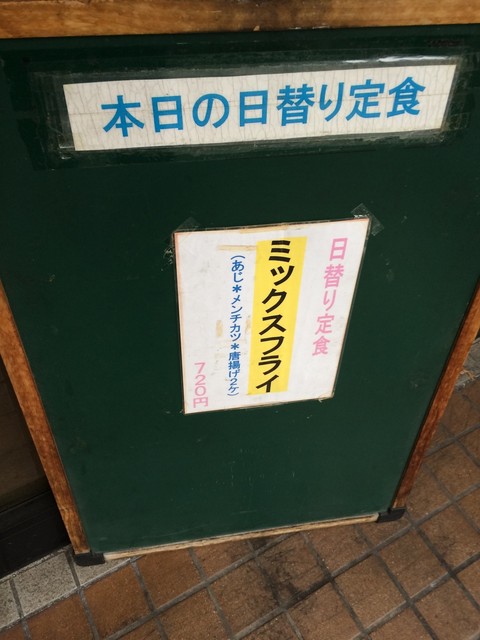 本日の日替り定食
日替り定食
ミックスフライ
(あじ*メンチカツ*唐揚げ2ケ)
720円